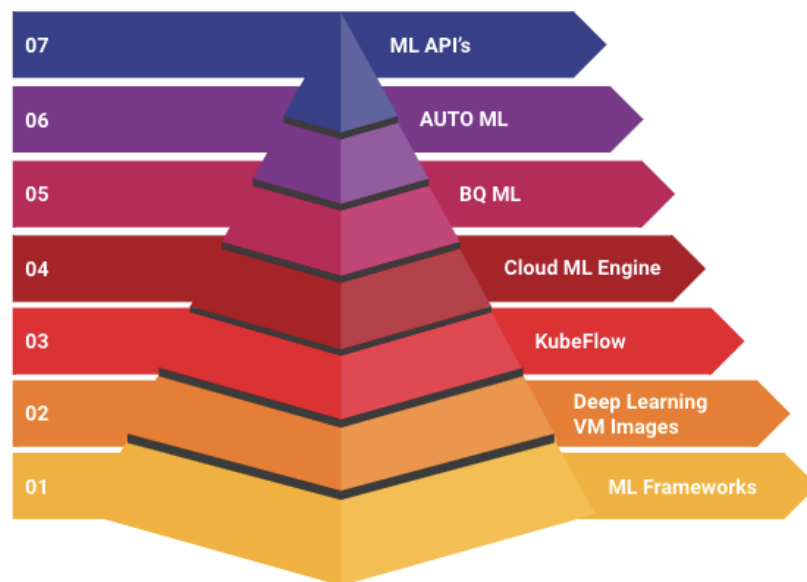 07
ML API's
06
AUTO ML
05
BQ ML
04
Cloud ML Engine
03
KubeFlow
02
Deep Learning
VM Images
01
ML Frameworks